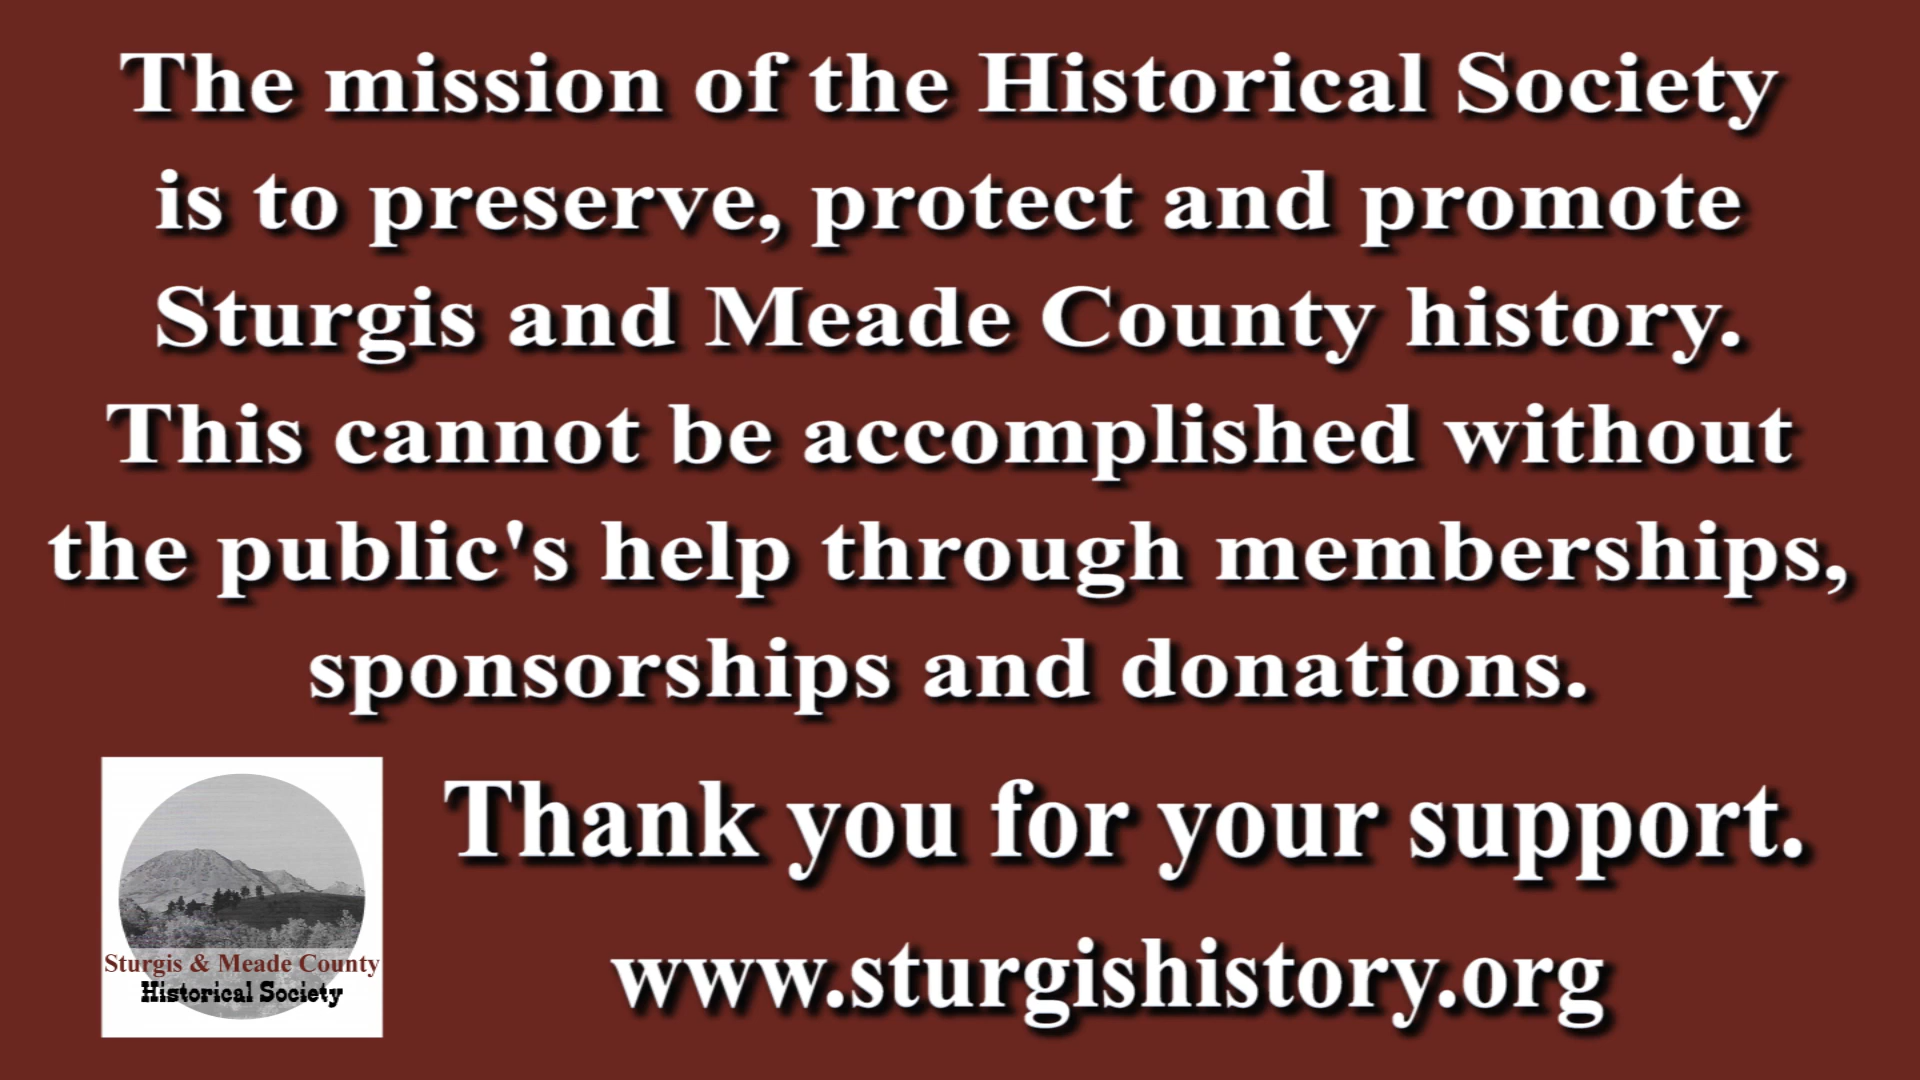 The mission of the Historical Society
is to preserve, protect and promote
Sturgis and Meade County history.
This cannot be accomplished without
the public's help through memberships,
sponsorships and donations.
Thank you for your support.
www.sturgishistory.org
Sturgis & Meade County
Historical Society